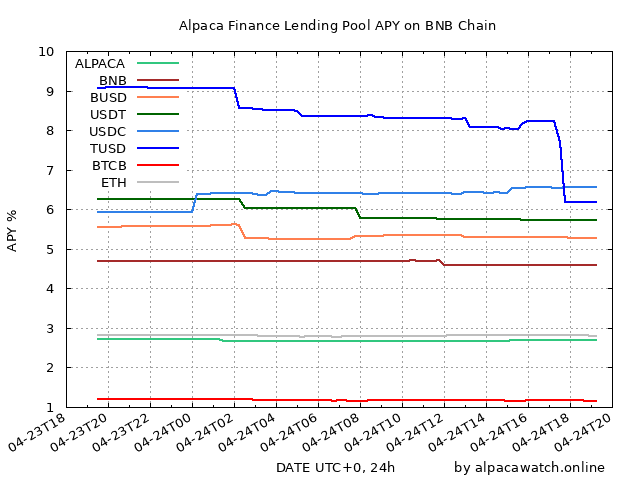 Alpaca Finance Lending Pool APY on BNB Chain
10
9
8
7
6
5
4
3
2
1
APY %
ALPACA
BNB
BUSD
USDT
USDC
TUSD
BTCB
ETH
04-23T18
04-23T20
04-23T22
04-24T00
04-24T02
04-24T04
04-24T06
04-24T08
04-24T10
04-24T12
04-24T14
04-24T16
04-24T18
04-24T20
DATE UTC+0, 24h
by alpacawatch.online